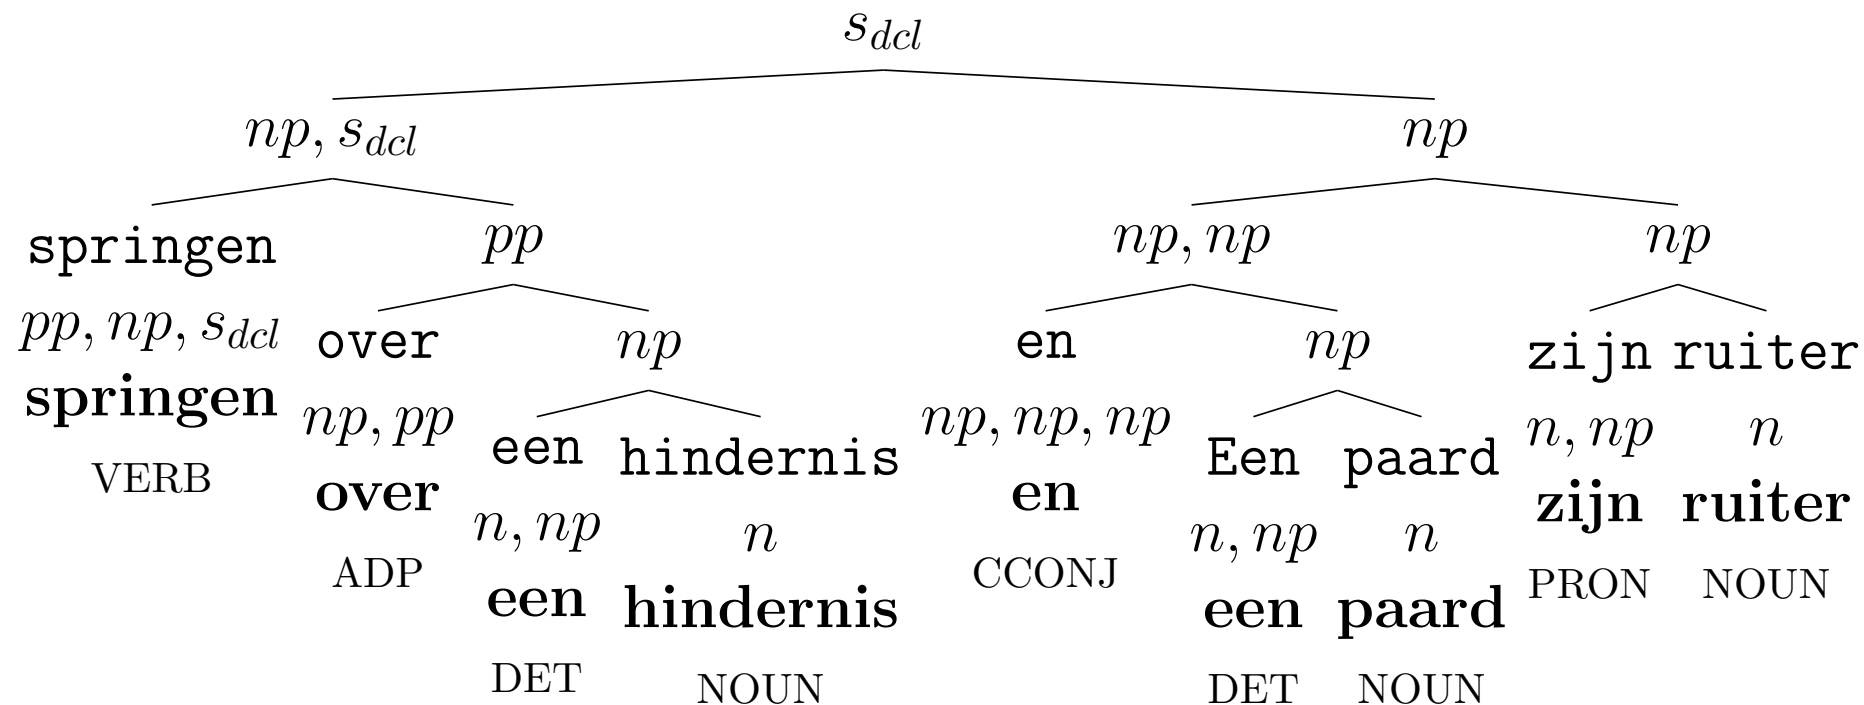 s_dcl
np, s_dcl np
springen pp np, np np
pp, np, s_dcl over np en np zijn ruiter
springen np, pp een hindernis np, np, np Een paard n, np n
VERB over n, np n en n, np n zijn ruiter
ADP een hindernis CCONJ een paard PRON NOUN
DET NOUN DET NOUN